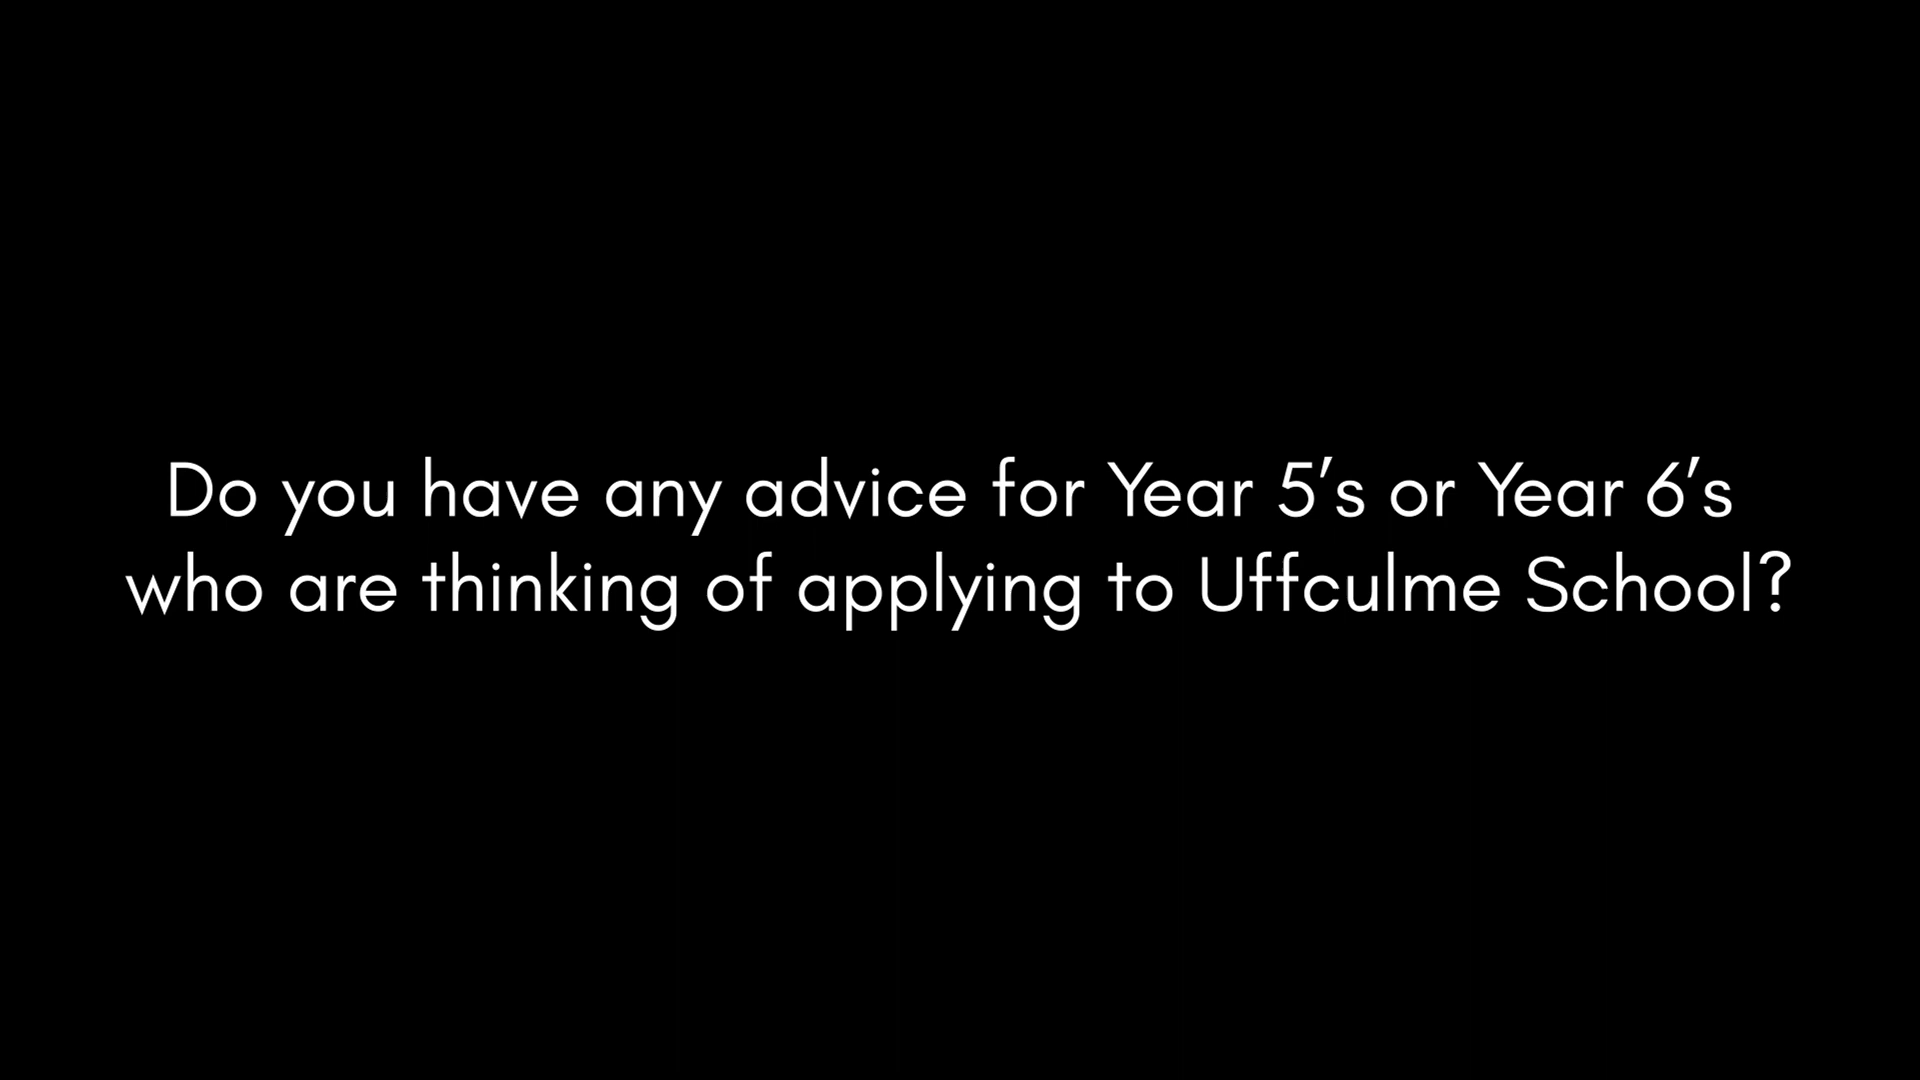 Do you have any advice for Year 5’s or Year 6’s
who are thinking of applying to Uffculme School?